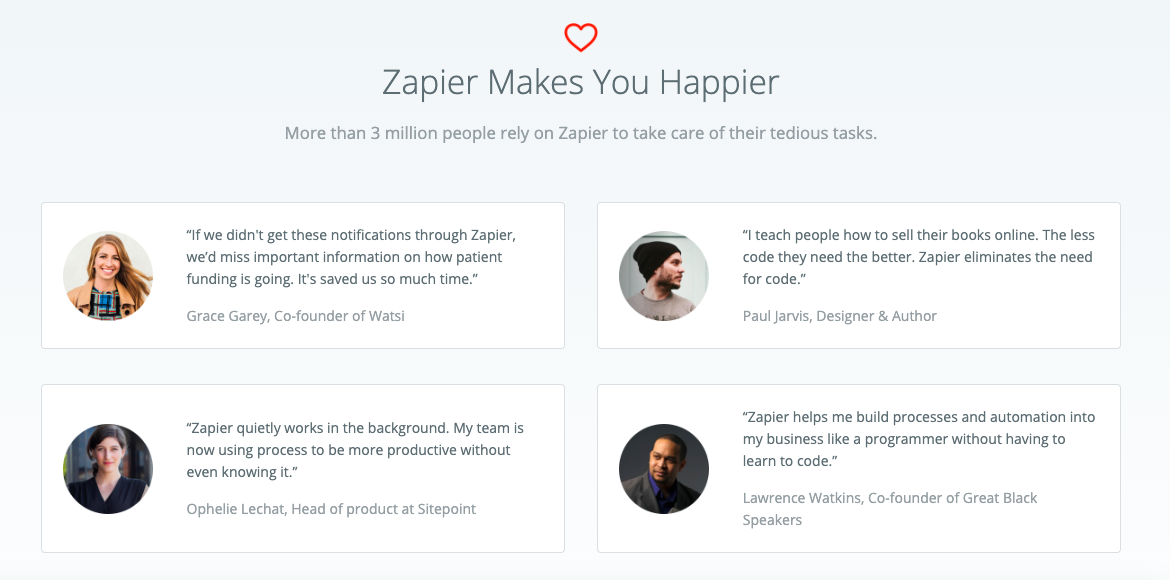 Zapier Makes You Happier
More than 3 million people rely on Zapier to take care of their tedious tasks.
“If we didn't get these notifications through Zapier,
we’d miss important information on how patient
funding is going. It's saved us so much time.”
Grace Garey, Co-founder of Watsi
“I teach people how to sell their books online. The less
code they need the better. Zapier eliminates the need
for code.”
Paul Jarvis, Designer & Author
“Zapier quietly works in the background. My team is
now using process to be more productive without
even knowing it.”
Ophelie Lechat, Head of product at Sitepoint
“Zapier helps me build processes and automation into
my business like a programmer without having to
learn to code.”
Lawrence Watkins, Co-founder of Great Black
Speakers